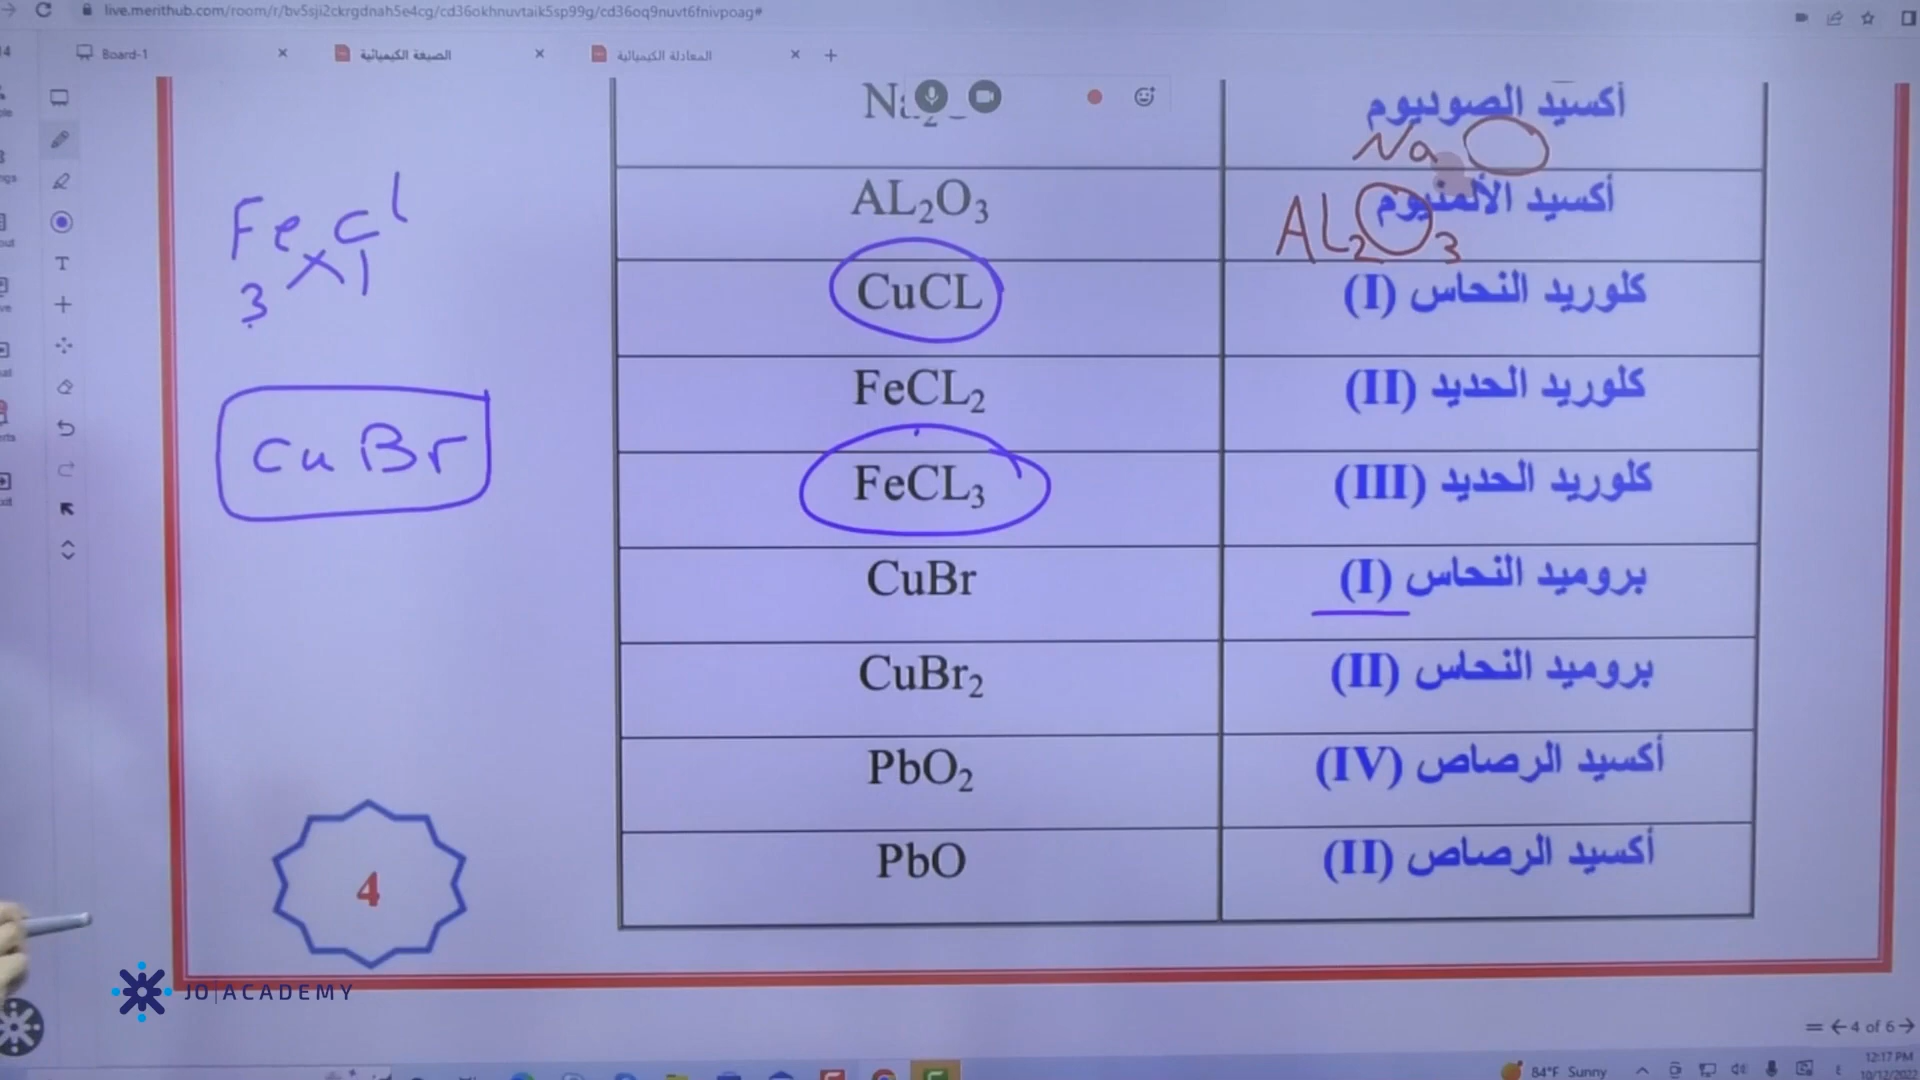 live.merithub.com/room/r/bv5sji2ckrgdnah5e4cg/cd36okhnuvtaik5sp99g/cd36oq9nuvt6fnivpoag#
Board-1
الصيغة الكيميائية
المعادلة الكيميائية
أكسيد الصوديوم
Na
أكسيد الألمنيوم AL₂O₃
AL₂O₃
كلوريد النحاس (I) CuCL
كلوريد الحديد (II) FeCL₂
كلوريد الحديد (III) FeCL₃
بروميد النحاس (I) CuBr
بروميد النحاس (II) CuBr₂
أكسيد الرصاص (IV) PbO₂
أكسيد الرصاص (II) PbO
Fe Cl
3 1
CuBr
4
JO ACADEMY
4 of 6
84°F Sunny
12:17 PM
10/12/2022